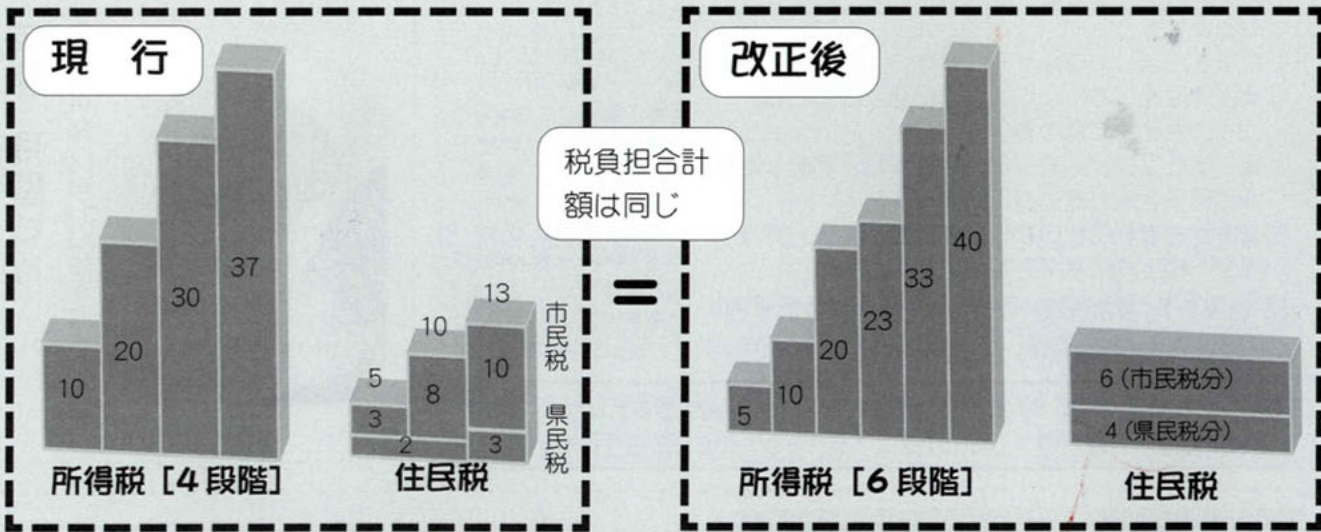 現 行
10
20
30
37
所得税 [4段階]
5
10
13
3
8
10
2
3
市民税
県民税
住民税
税負担合計
額は同じ
=
改正後
5
10
20
23
33
40
所得税 [6段階]
6 (市民税分)
4 (県民税分)
住民税